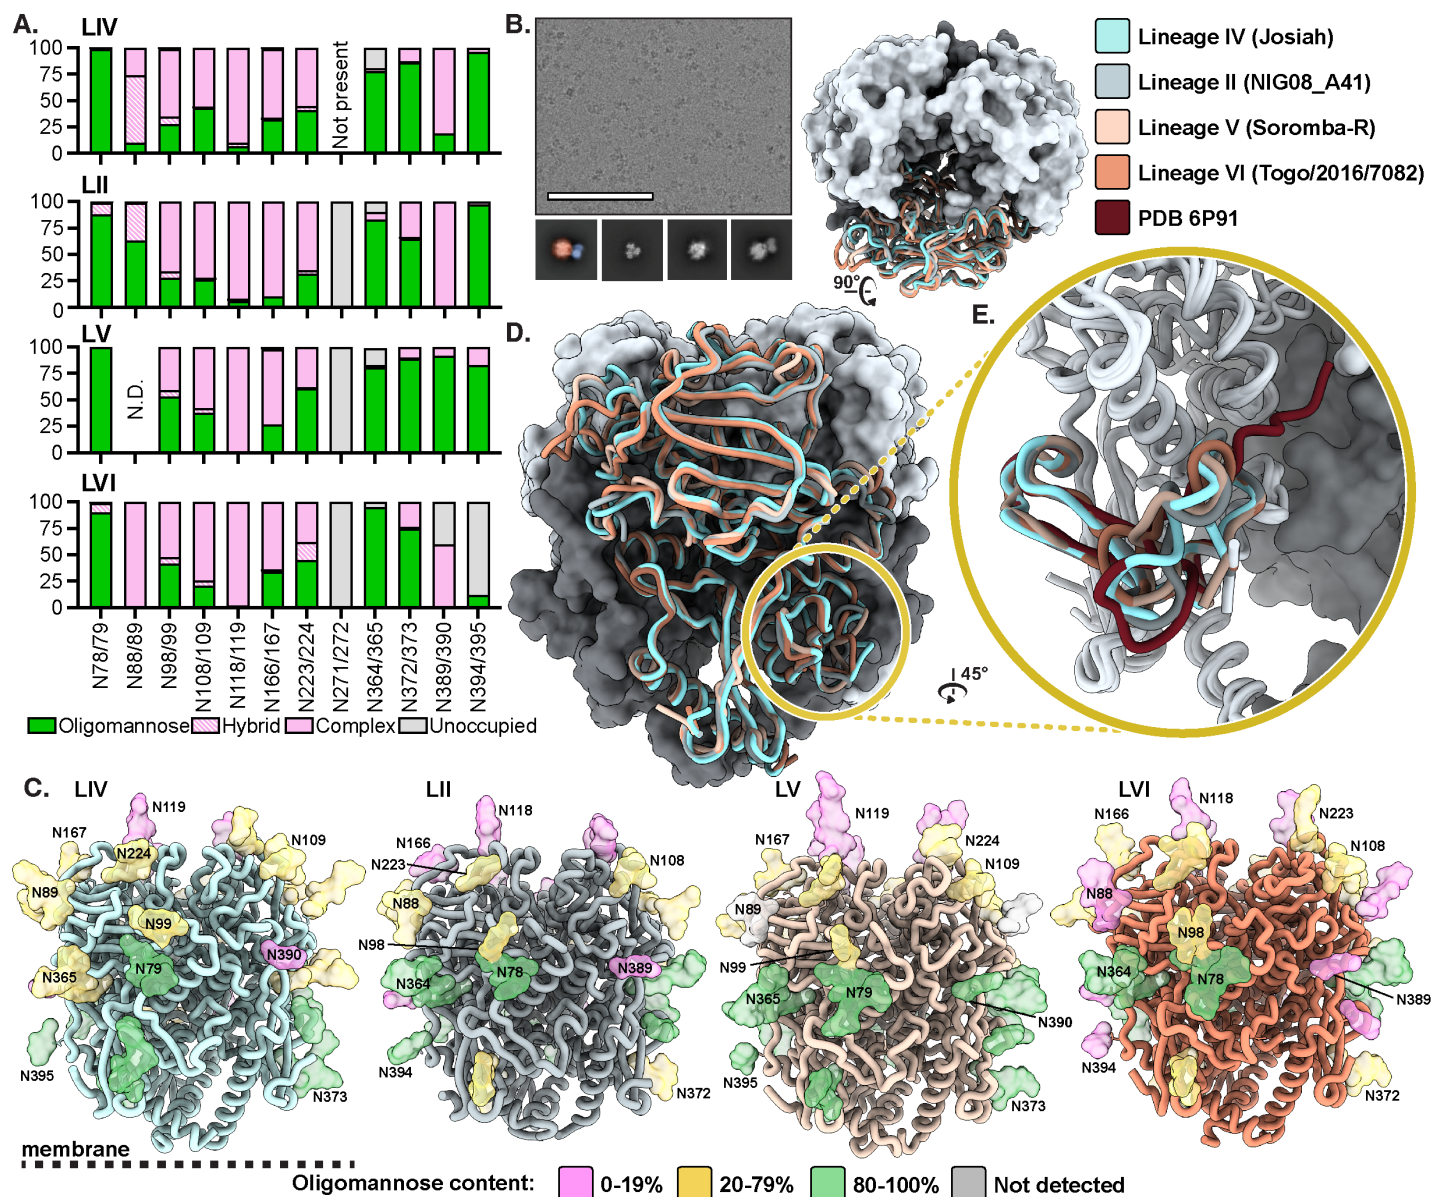 A.
LIV
100
75
50
25
0
Not present
LII
100
75
50
25
0
LV
100
75
50
25
0
N.D.
LVI
100
75
50
25
0
N78/79
N88/89
N98/99
N108/109
N118/119
N166/167
N223/224
N271/272
N364/365
N372/373
N389/390
N394/395
Oligomannose Hybrid Complex Unoccupied
B.
90°
Lineage IV (Josiah)
Lineage II (NIG08_A41)
Lineage V (Soromba-R)
Lineage VI (Togo/2016/7082)
PDB 6P91
D.
45°
E.
C.
LIV
N119
N167
N109
N224
N89
N99
N390
N79
N365
N395
N373
membrane
LII
N118
N166
N223
N108
N88
N98
N78
N389
N364
N394
N372
LV
N119
N167
N224
N109
N89
N99
N79
N365
N390
N395
N373
LVI
N118
N223
N166
N108
N88
N98
N364
N78
N389
N394
N372
Oligomannose content: 0-19% 20-79% 80-100% Not detected